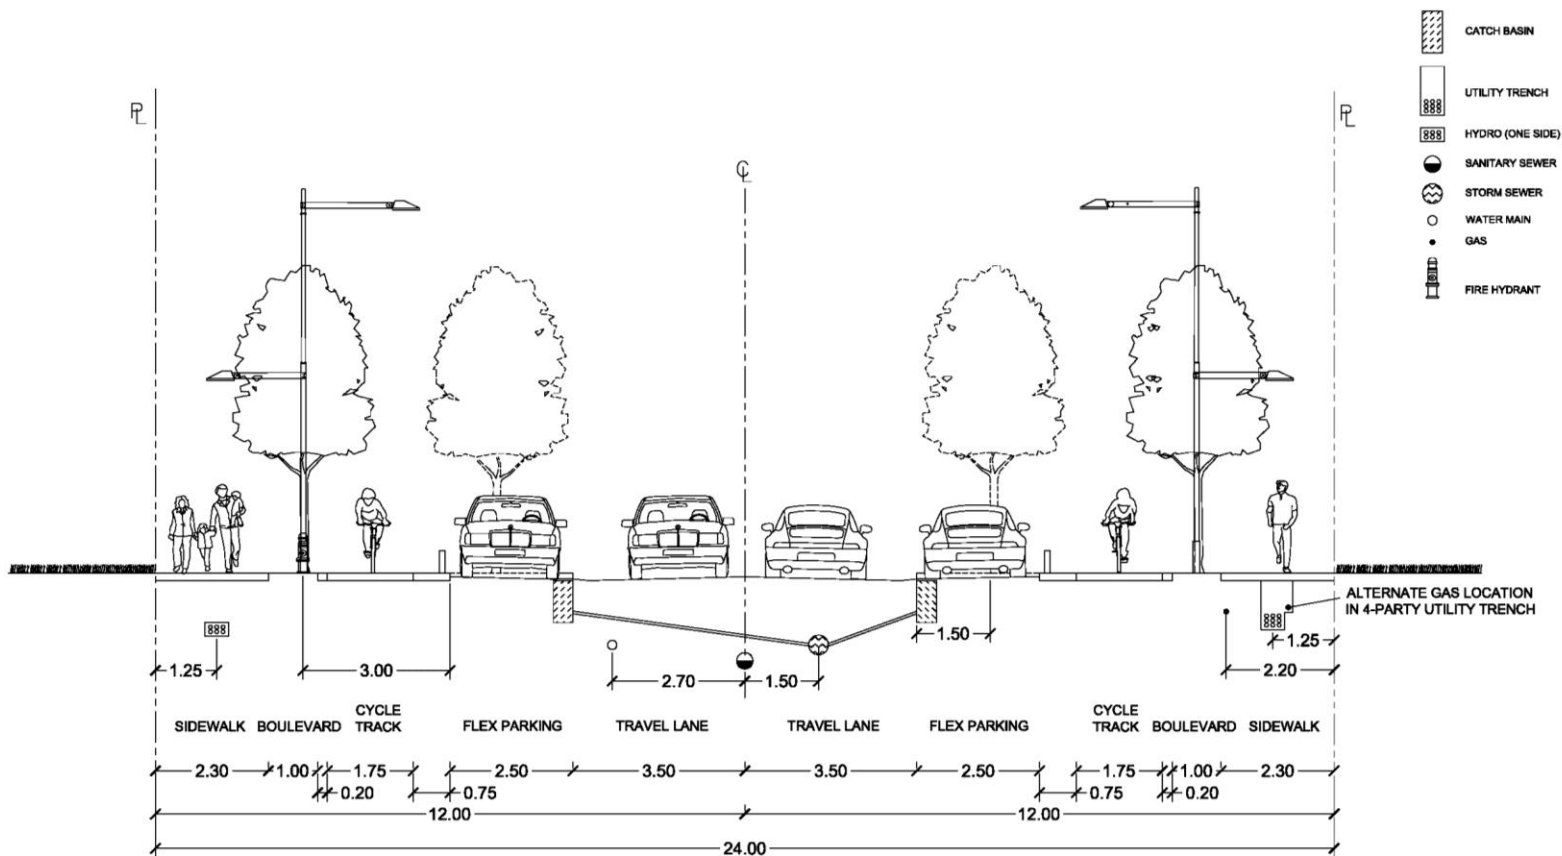 CATCH BASIN
UTILITY TRENCH
HYDRO (ONE SIDE)
SANITARY SEWER
STORM SEWER
WATER MAIN
GAS
FIRE HYDRANT
PL
CL
PL
ALTERNATE GAS LOCATION
IN 4-PARTY UTILITY TRENCH
1.25
3.00
2.70
1.50
1.50
2.20
1.25
SIDEWALK
BOULEVARD
CYCLE
TRACK
FLEX PARKING
TRAVEL LANE
TRAVEL LANE
FLEX PARKING
CYCLE
TRACK
BOULEVARD
SIDEWALK
2.30 1.00 1.75 2.50 3.50 3.50 2.50 1.75 1.00 2.30
0.20 0.75 0.75 0.20
12.00 12.00
24.00